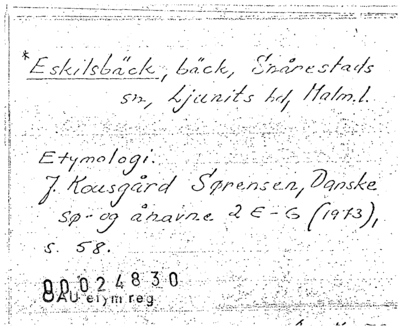 *Eskilsbäck, bäck, Snårestads
sn, Ljunits hd, Malm.l.
Etymologi.
J. Kousgård Sørensen, Danske
sø- og ånavne 2 E-G (1973),
s. 58.
00024830
OAU etym reg